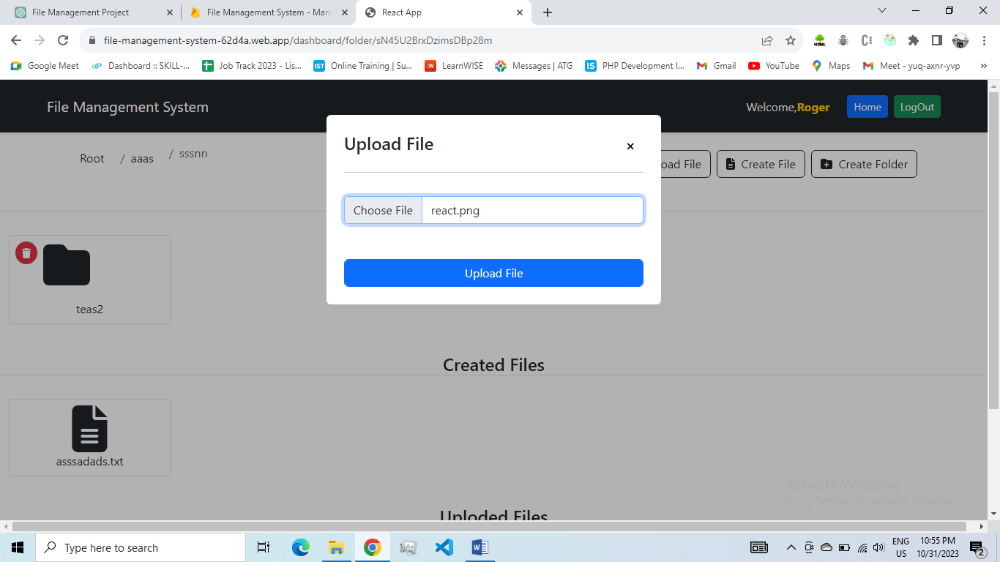 File Management Project
File Management System - Mana
React App
file-management-system-62d4a.web.app/dashboard/folder/sN45U2BrxDzimsDBp28m
Google Meet
Dashboard :: SKILL-...
Job Track 2023 - Lis...
IST
Online Training | Su...
LW
LearnWISE
Messages | ATG
IS
PHP Development I...
Gmail
YouTube
Maps
Meet - yuq-axnr-yvp
File Management System
Welcome,Roger
Home
LogOut
Root / aaas / sssnn
oad File
Create File
Create Folder
Upload File
Choose File
react.png
Upload File
teas2
Created Files
asssadads.txt
Activate Windows
Go to Settings to activate Windows.
Uploded Files
Type here to search
ENG
US
10:55 PM
10/31/2023
2